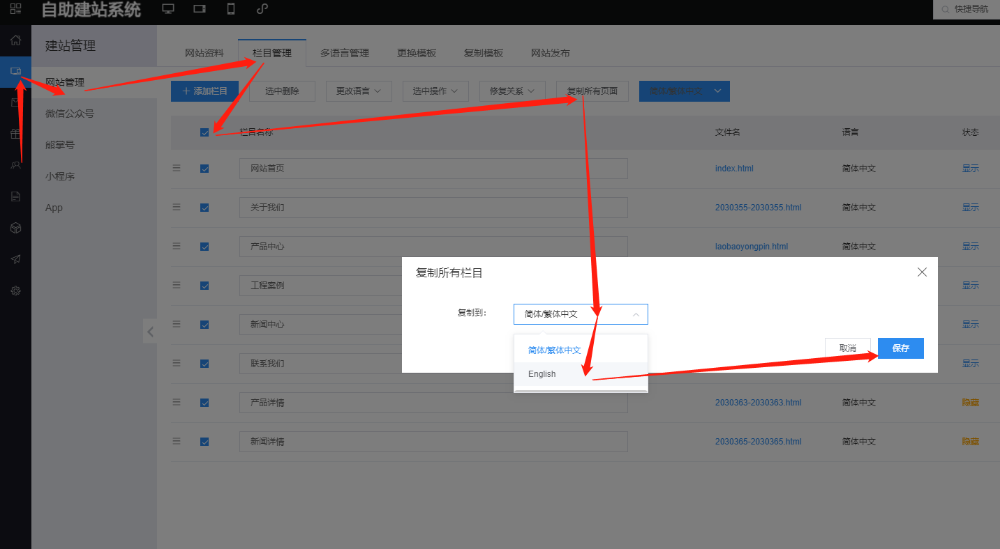 自助建站系统
快捷导航
建站管理
网站管理
微信公众号
熊掌号
小程序
App
网站资料 栏目管理 多语言管理 更换模板 复制模板 网站发布
添加栏目 选中删除 更改语言 选中操作 修复关系 复制所有页面 简体/繁体中文
栏目名称 文件名 语言 状态
网站首页 index.html 简体中文 显示
关于我们 2030355-2030355.html 简体中文 显示
产品中心 laobaoyongpin.html 简体中文 显示
工程案例 显示
新闻中心 显示
联系我们 显示
产品详情 2030363-2030363.html 简体中文 隐藏
新闻详情 2030365-2030365.html 简体中文 隐藏
复制所有栏目
复制到: 简体/繁体中文
简体/繁体中文
English
取消 保存